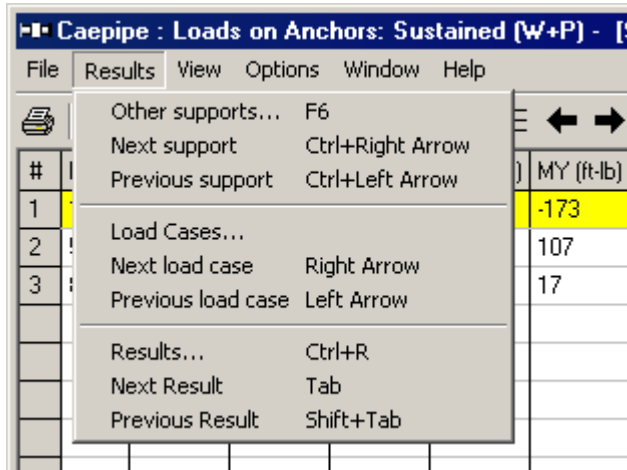 Caepipe : Loads on Anchors: Sustained (W+P) - [
File Results View Options Window Help
Other supports... F6
Next support Ctrl+Right Arrow
Previous support Ctrl+Left Arrow
Load Cases...
Next load case Right Arrow
Previous load case Left Arrow
Results... Ctrl+R
Next Result Tab
Previous Result Shift+Tab
# ) MY (ft-lb)
1 -173
2 107
3 17